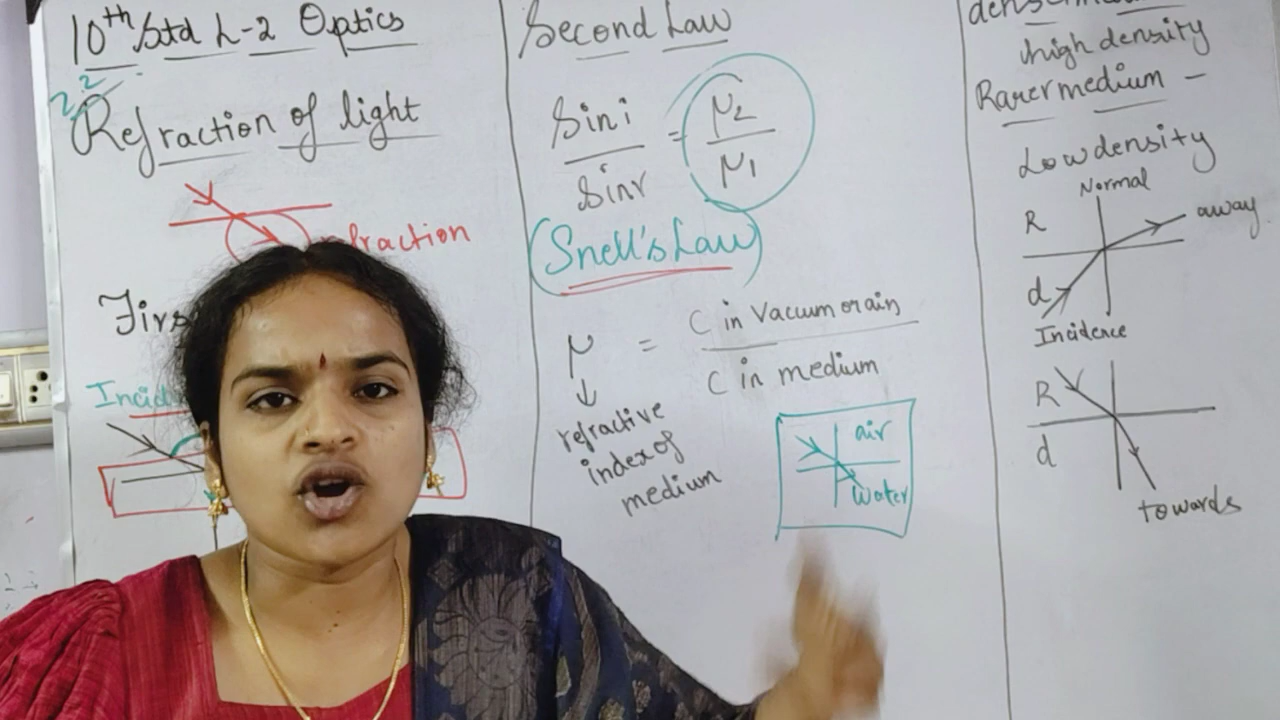 10th Std L-2 Optics
22
Refraction of light
fraction
Firs
Incid
Second Law
Sin i
Sin r
=
μ2
μ1
(Snell's Law)
μ = C in Vacuum or air
C in medium
refractive
index of
medium
air
water
high density
Rarer medium -
Low density
Normal
R
away
d
Incidence
R
d
towards